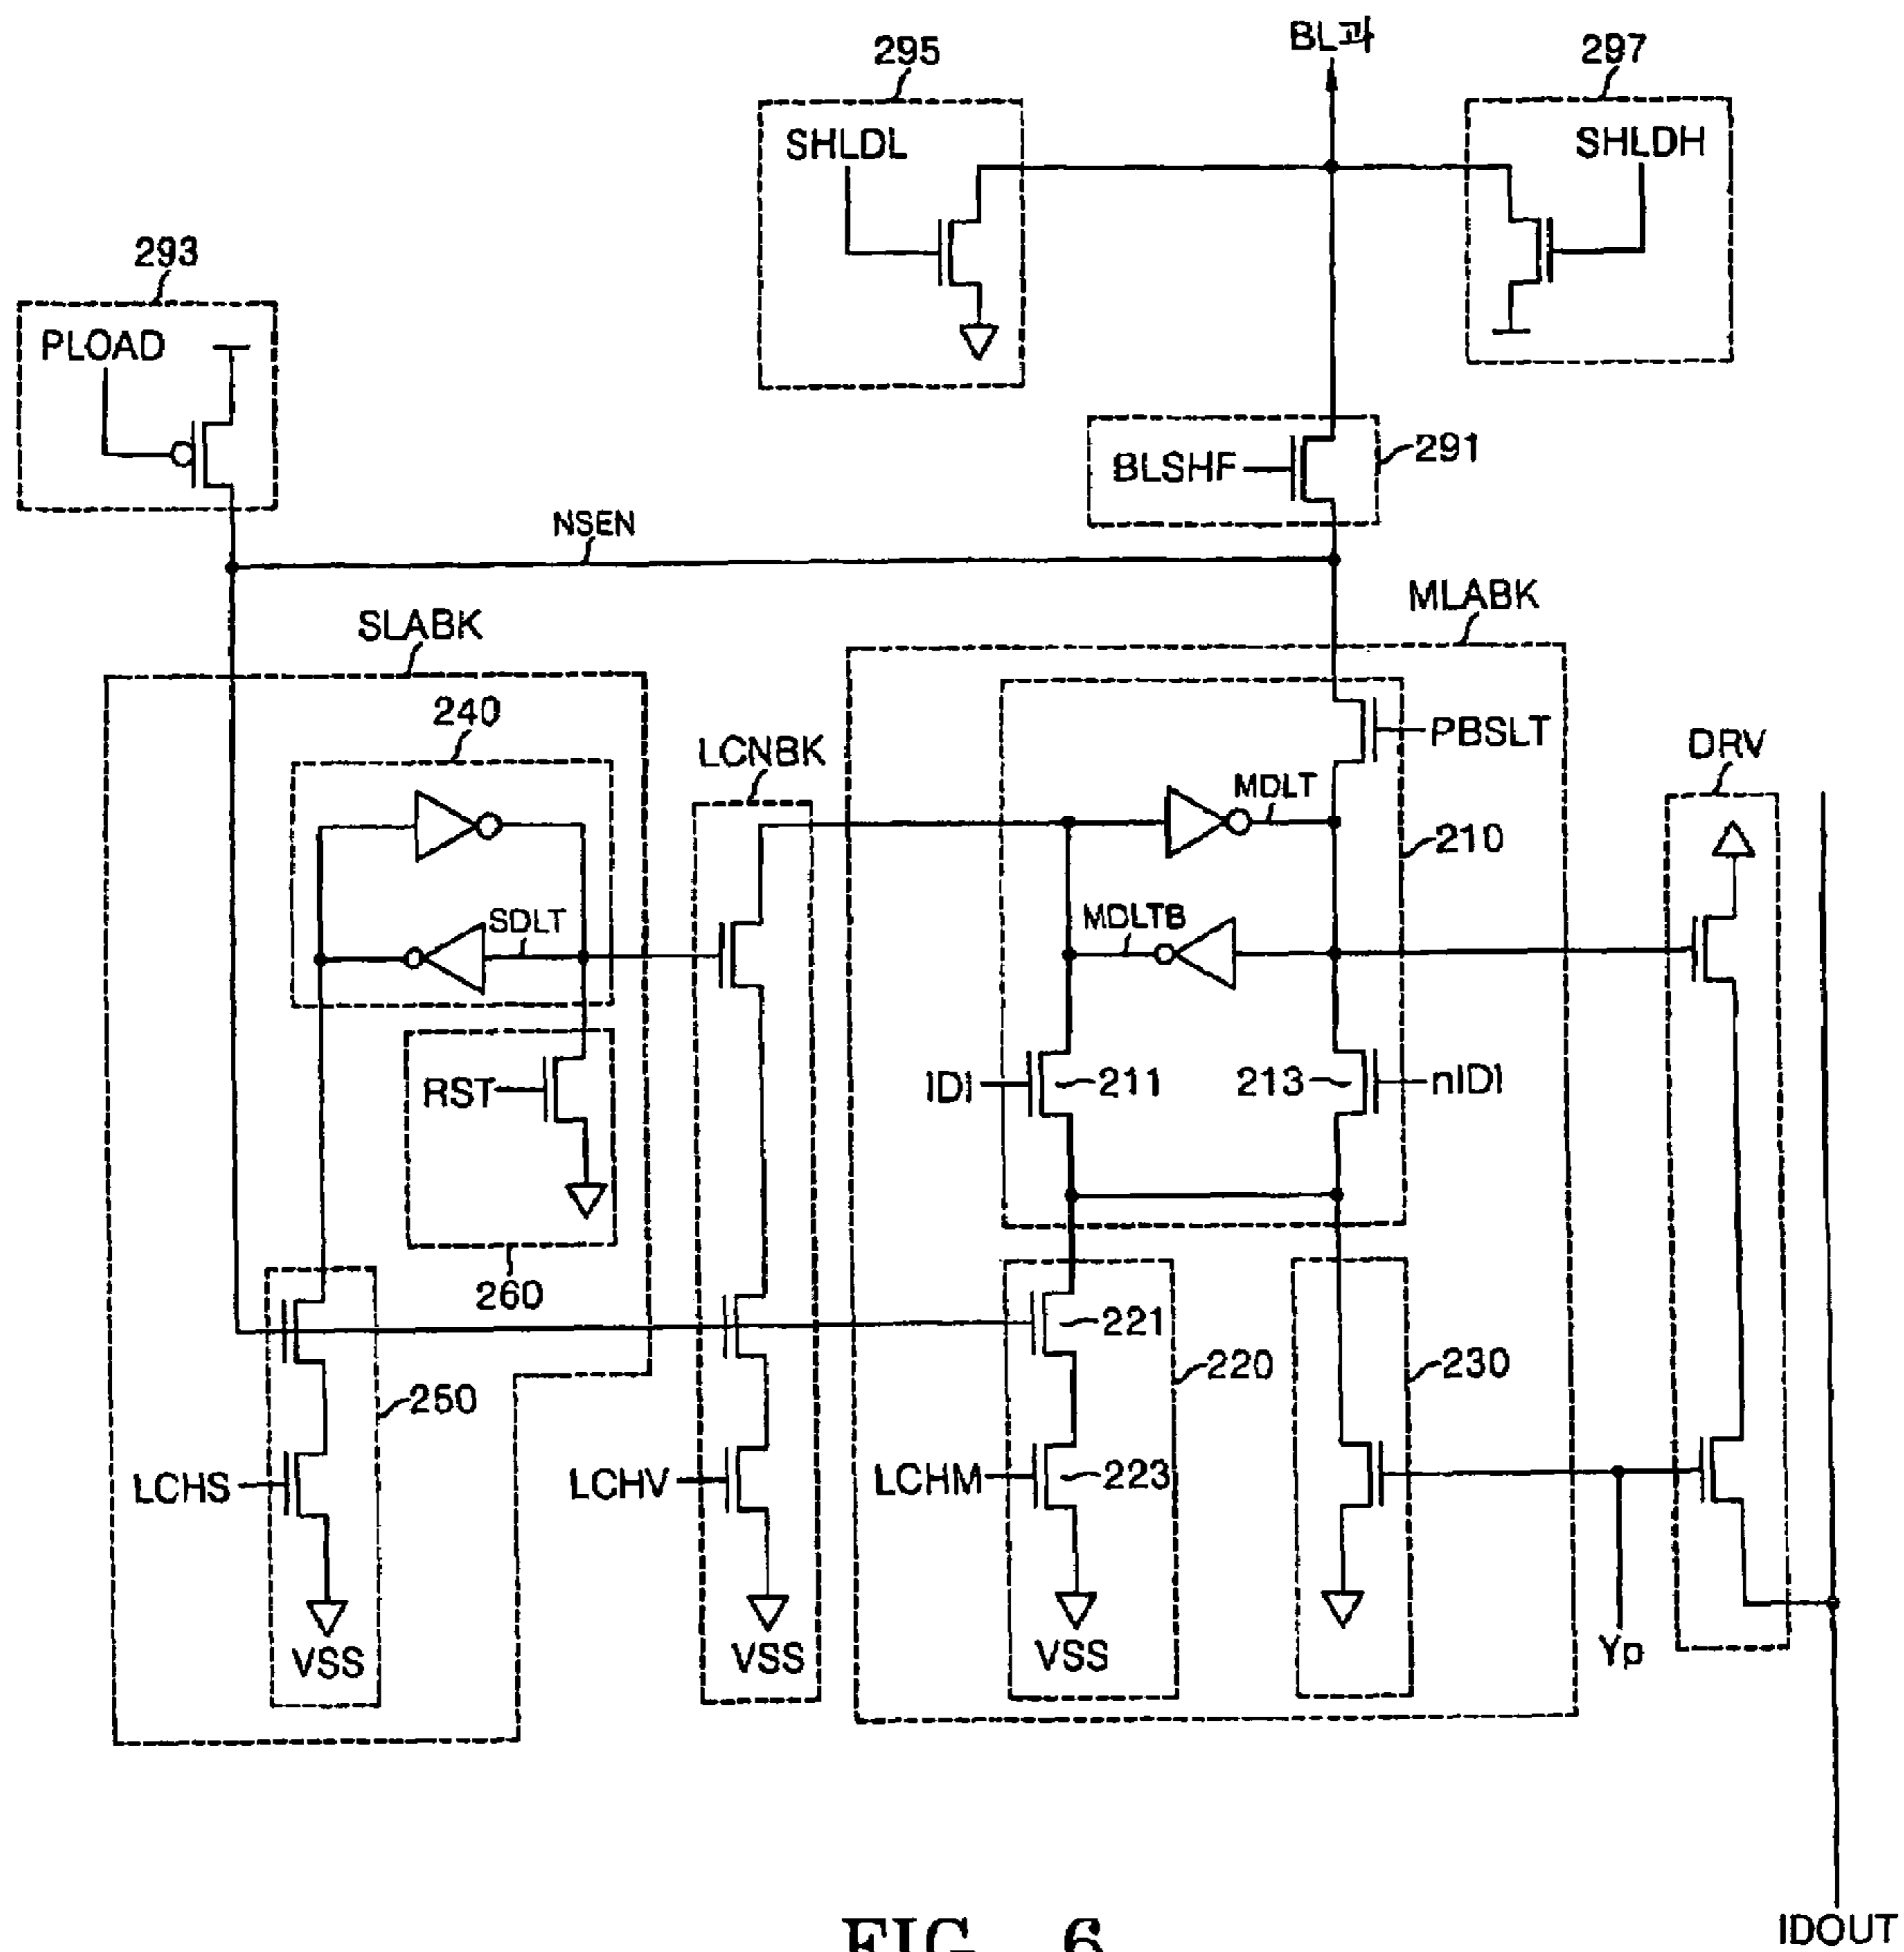 BL과
295
297
SHLDL
SHLDH
293
PLOAD
BLSHF
291
NSEN
MLABK
SLABK
240
LCNBK
PBSLT
DRV
MDLT
210
SDLT
MDLTB
RST
IDI
211
213
nIDI
260
221
220
230
250
LCHS
LCHV
LCHM
223
VSS
VSS
VSS
Yp
IDOUT
FIG. 6